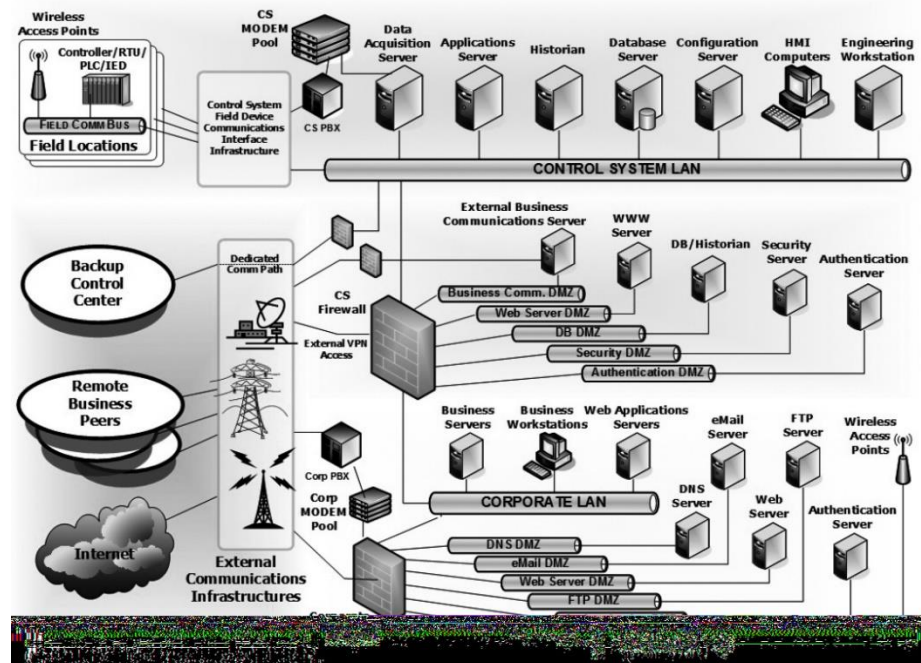 Wireless
Access Points
Controller/RTU/
PLC/IED
FIELD COMM BUS
Field Locations
Control System
Field Device
Communications
Interface
Infrastructure
CS
MODEM
Pool
CS PBX
Data
Acquisition
Server
Applications
Server
Historian
Database
Server
Configuration
Server
HMI
Computers
Engineering
Workstation
CONTROL SYSTEM LAN
Backup
Control
Center
Dedicated
Comm Path
External Business
Communications Server
WWW
Server
DB/Historian
Security
Server
Authentication
Server
CS
Firewall
External VPN
Access
Business Comm. DMZ
Web Server DMZ
DB DMZ
Security DMZ
Authentication DMZ
Remote
Business
Peers
Internet
External
Communications
Infrastructures
Corp PBX
Corp
MODEM
Pool
Business
Servers
Business
Workstations
Web Applications
Servers
CORPORATE LAN
eMail
Server
FTP
Server
Wireless
Access
Points
DNS
Server
Web
Server
Authentication
Server
DNS DMZ
eMail DMZ
Web Server DMZ
FTP DMZ